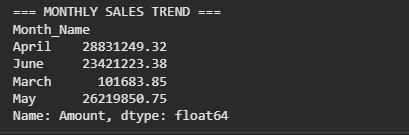 === MONTHLY SALES TREND ===
Month_Name
April    28831249.32
June     23421223.38
March      101683.85
May      26219850.75
Name: Amount, dtype: float64